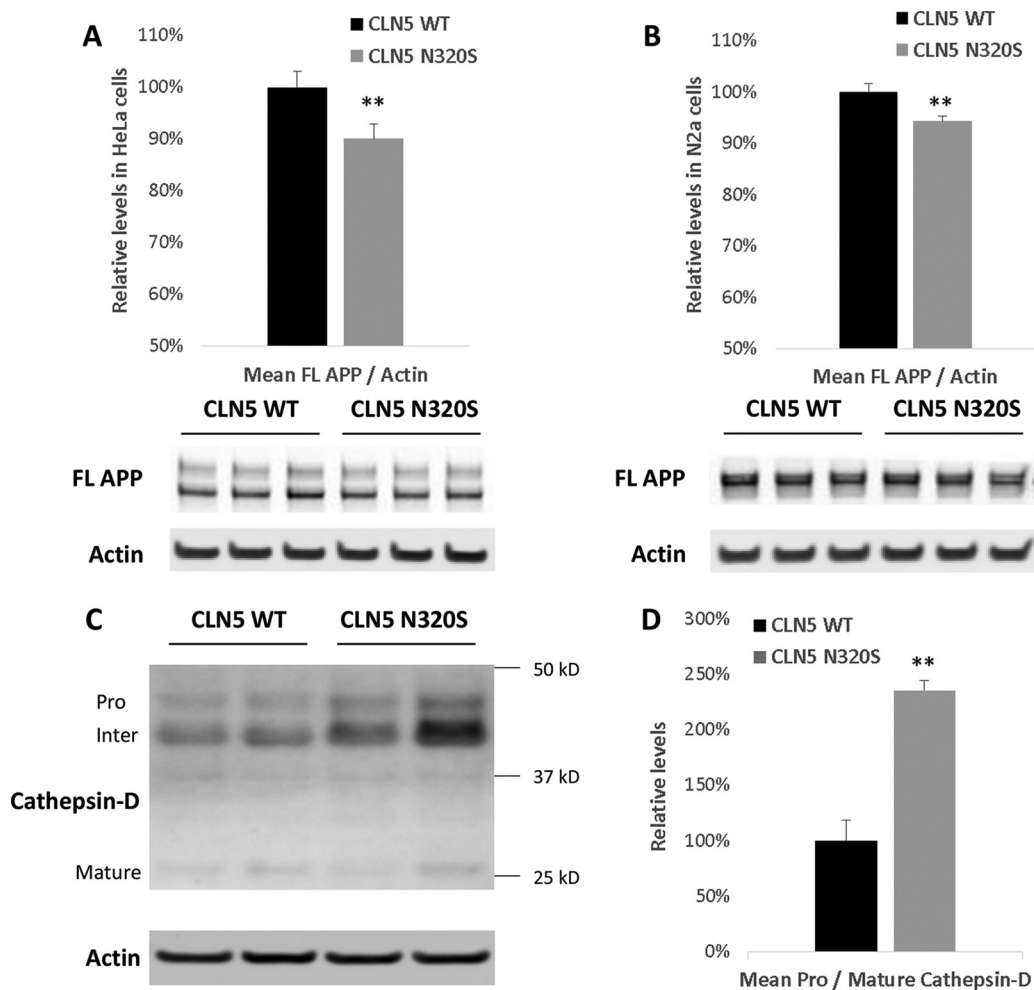 A
CLN5 WT
CLN5 N320S
Relative levels in HeLa cells
110%
100%
90%
80%
70%
60%
50%
**
Mean FL APP / Actin
CLN5 WT
CLN5 N320S
FL APP
Actin
B
CLN5 WT
CLN5 N320S
Relative levels in N2a cells
110%
100%
90%
80%
70%
60%
50%
**
Mean FL APP / Actin
CLN5 WT
CLN5 N320S
FL APP
Actin
C
CLN5 WT
CLN5 N320S
Pro
Inter
Cathepsin-D
Mature
50 kD
37 kD
25 kD
Actin
D
CLN5 WT
CLN5 N320S
Relative levels
300%
250%
200%
150%
100%
50%
0%
**
Mean Pro / Mature Cathepsin-D